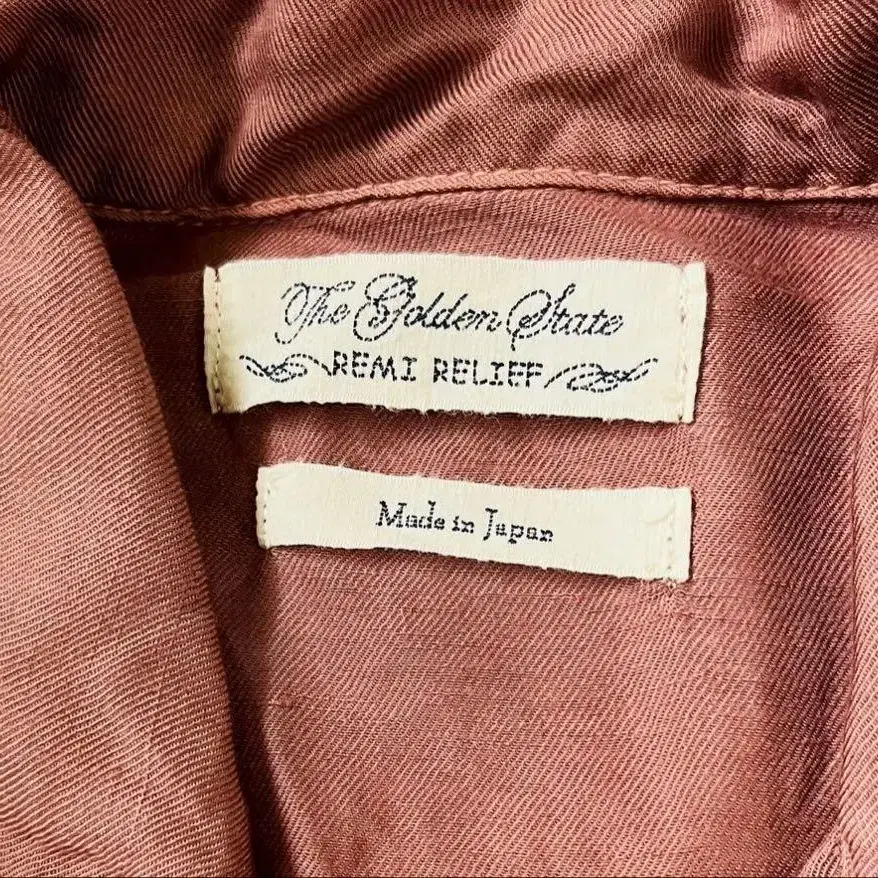 The Golden State
REMI RELIEF
Made in Japan